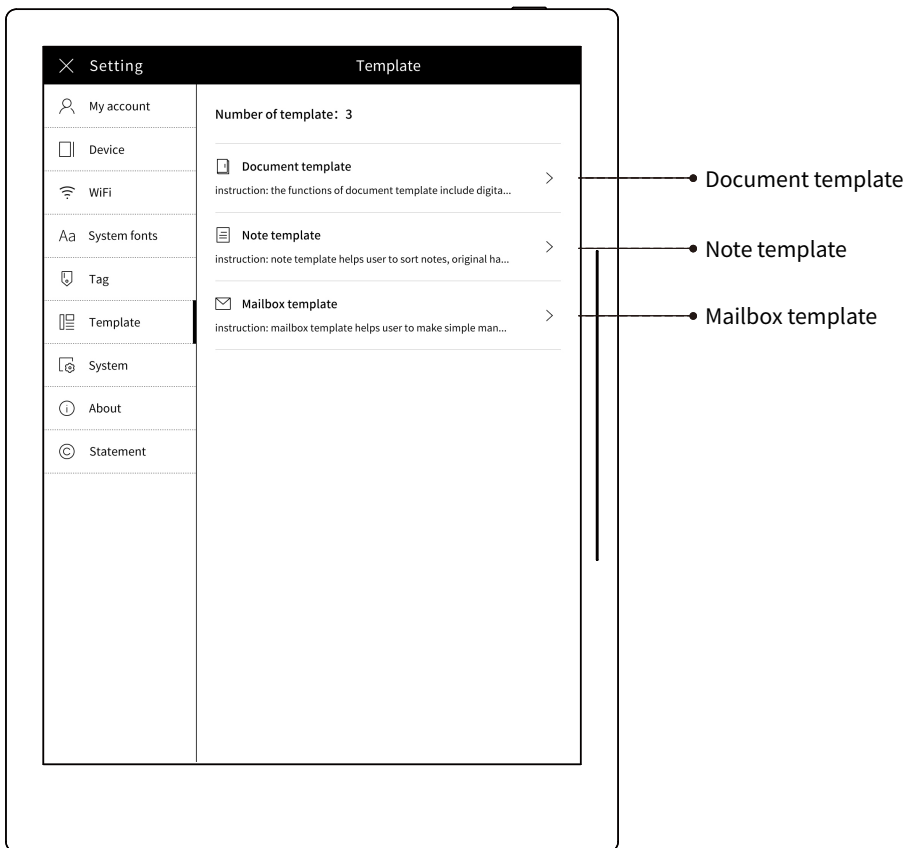 Setting
Template
My account
Device
WiFi
Aa System fonts
Tag
Template
System
About
Statement
Number of template: 3
Document template
instruction: the functions of document template include digita...
Note template
instruction: note template helps user to sort notes, original ha...
Mailbox template
instruction: mailbox template helps user to make simple man...
Document template
Note template
Mailbox template